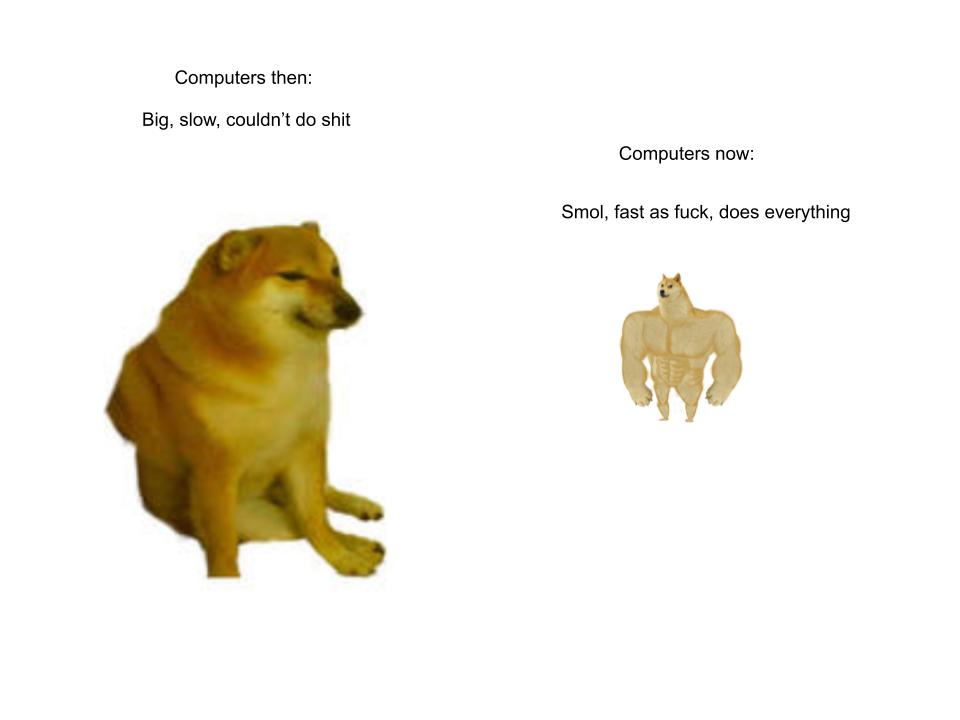 Computers then:
Big, slow, couldn’t do shit
Computers now:
Smol, fast as fuck, does everything